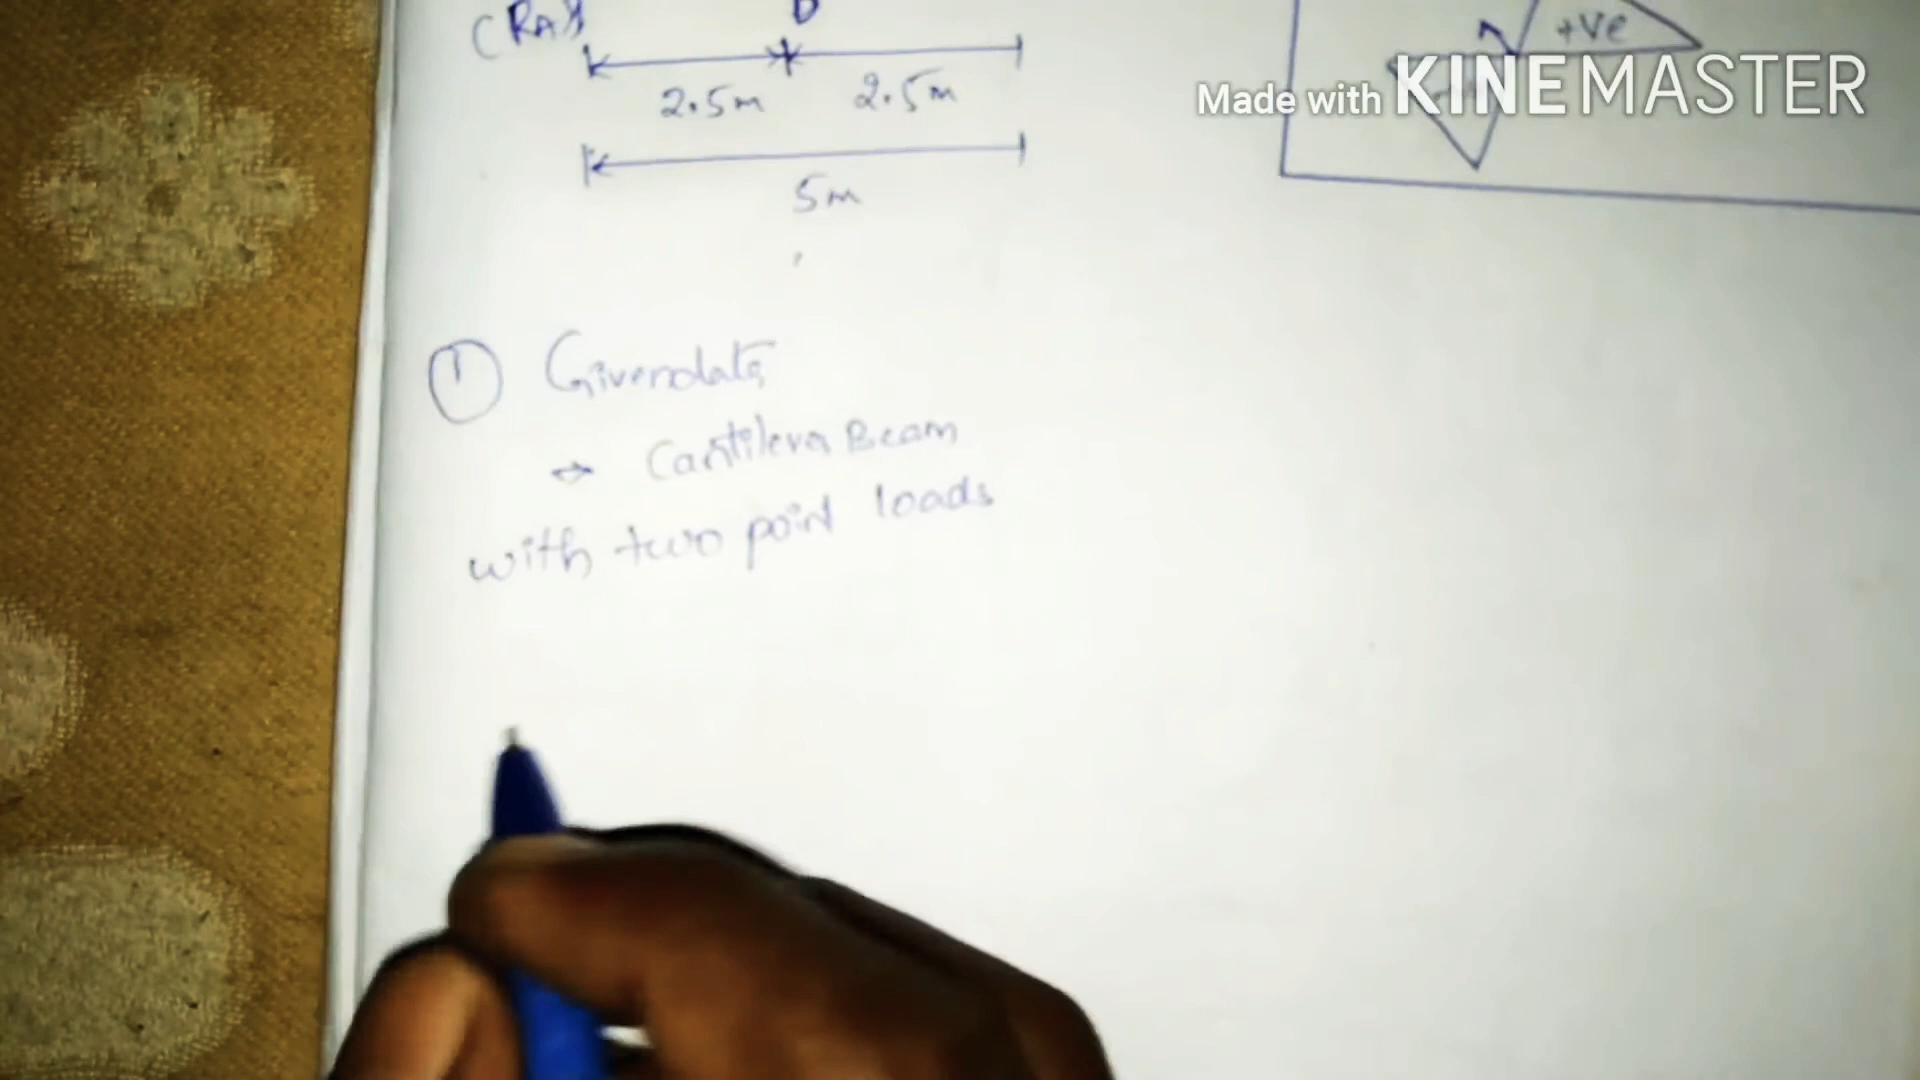 (RA)
B
2.5m 2.5m
5m
+ve
Made with KINEMASTER
① Givendata
→ Cantilever Beam
with two point loads